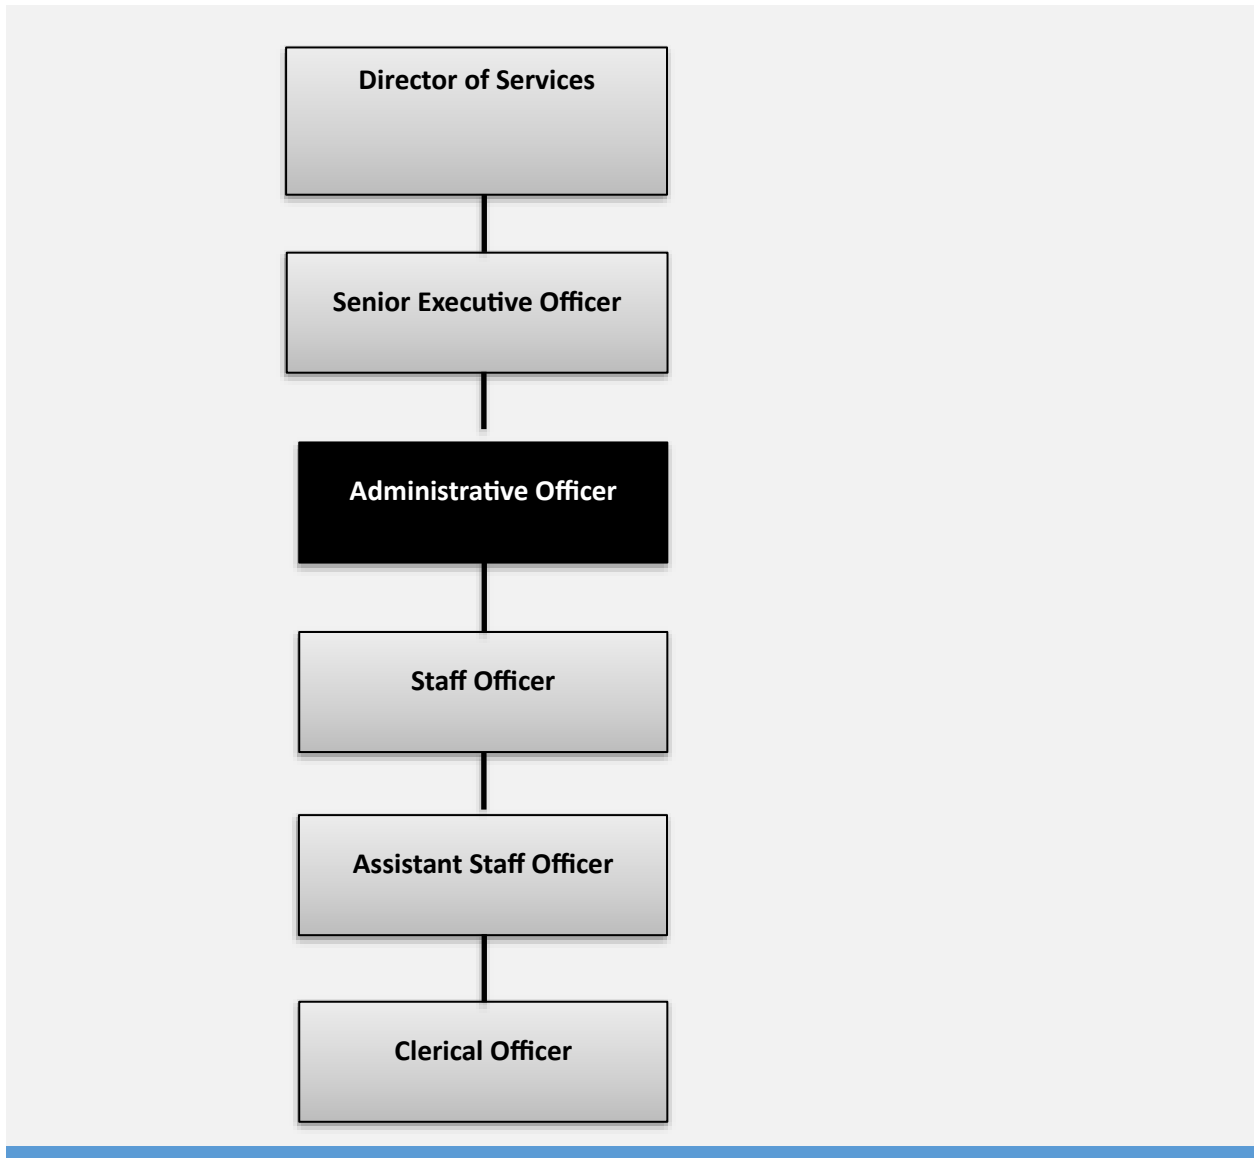 Director of Services
Senior Executive Officer
Administrative Officer
Staff Officer
Assistant Staff Officer
Clerical Officer